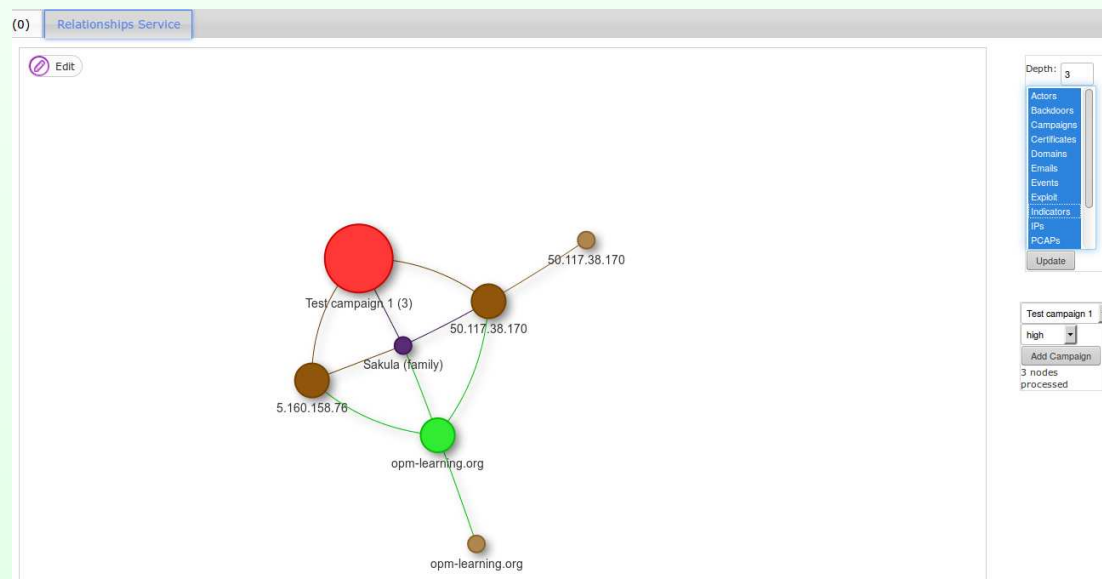 (0)
Relationships Service
Edit
Depth: 3
Actors
Backdoors
Campaigns
Certificates
Domains
Emails
Events
Exploit
Indicators
IPs
PCAPs
Update
Test campaign 1
high
Add Campaign
3 nodes
processed
50.117.38.170
Test campaign 1 (3)
50.117.38.170
Sakula (family)
5.160.158.76
opm-learning.org
opm-learning.org